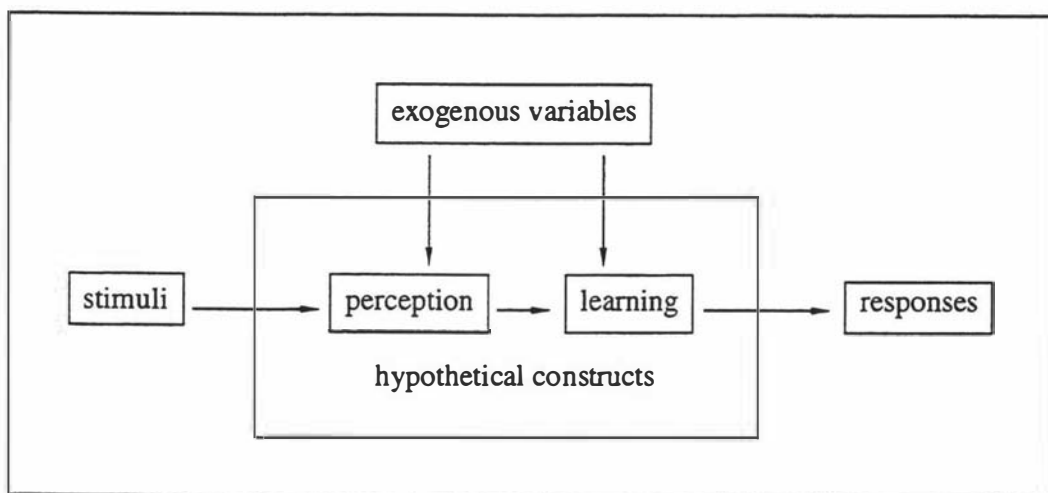 exogenous variables
stimuli
perception
learning
responses
hypothetical constructs